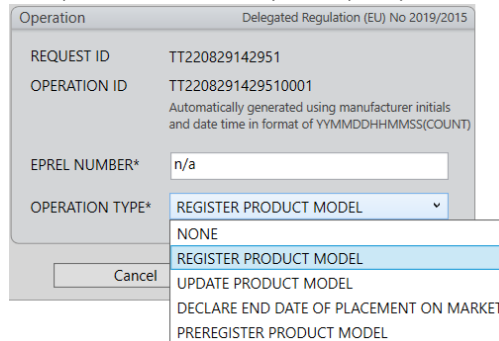 Operation Delegated Regulation (EU) No 2019/2015
REQUEST ID TT220829142951
OPERATION ID TT2208291429510001
Automatically generated using manufacturer initials
and date time in format of YYMMDDHHMMSS(COUNT)
EPREL NUMBER* n/a
OPERATION TYPE* REGISTER PRODUCT MODEL
NONE
REGISTER PRODUCT MODEL
Cancel
UPDATE PRODUCT MODEL
DECLARE END DATE OF PLACEMENT ON MARKET
PREREGISTER PRODUCT MODEL